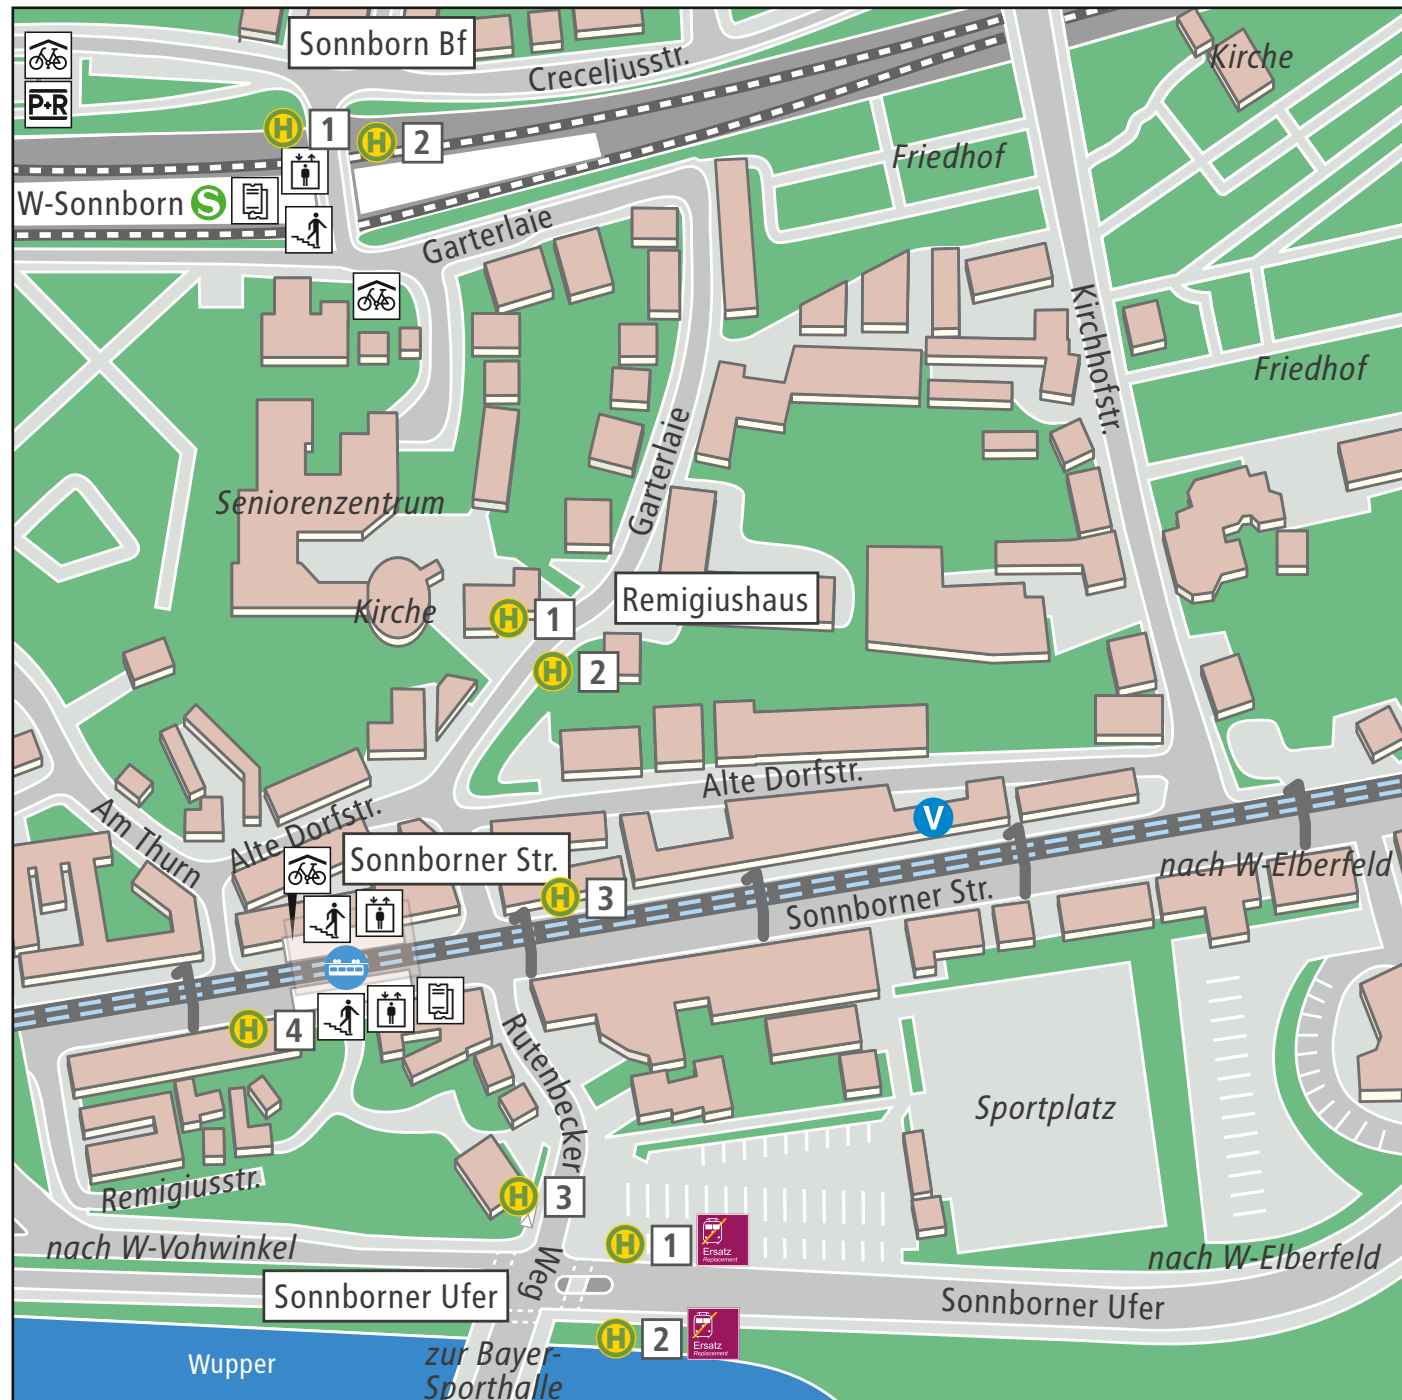 Sonnborn Bf
Creceliusstr.
Kirche
P+R
H 1
H 2
Friedhof
W-Sonnborn S
Garterlaie
Kirchhofstr.
Friedhof
Garterlaie
Seniorenzentrum
Kirche
Remigiushaus
H 1
H 2
Alte Dorfstr.
Am Thurn
Alte Dorfstr.
V
Sonnborner Str.
nach W-Elberfeld
H 3
Sonnborner Str.
H 4
Rutenbecker
Weg
Sportplatz
Remigiusstr.
H 3
nach W-Vohwinkel
H 1
Ersatz
Replacement
nach W-Elberfeld
Sonnborner Ufer
Sonnborner Ufer
H 2
Ersatz
Replacement
Wupper
zur Bayer-
Sporthalle